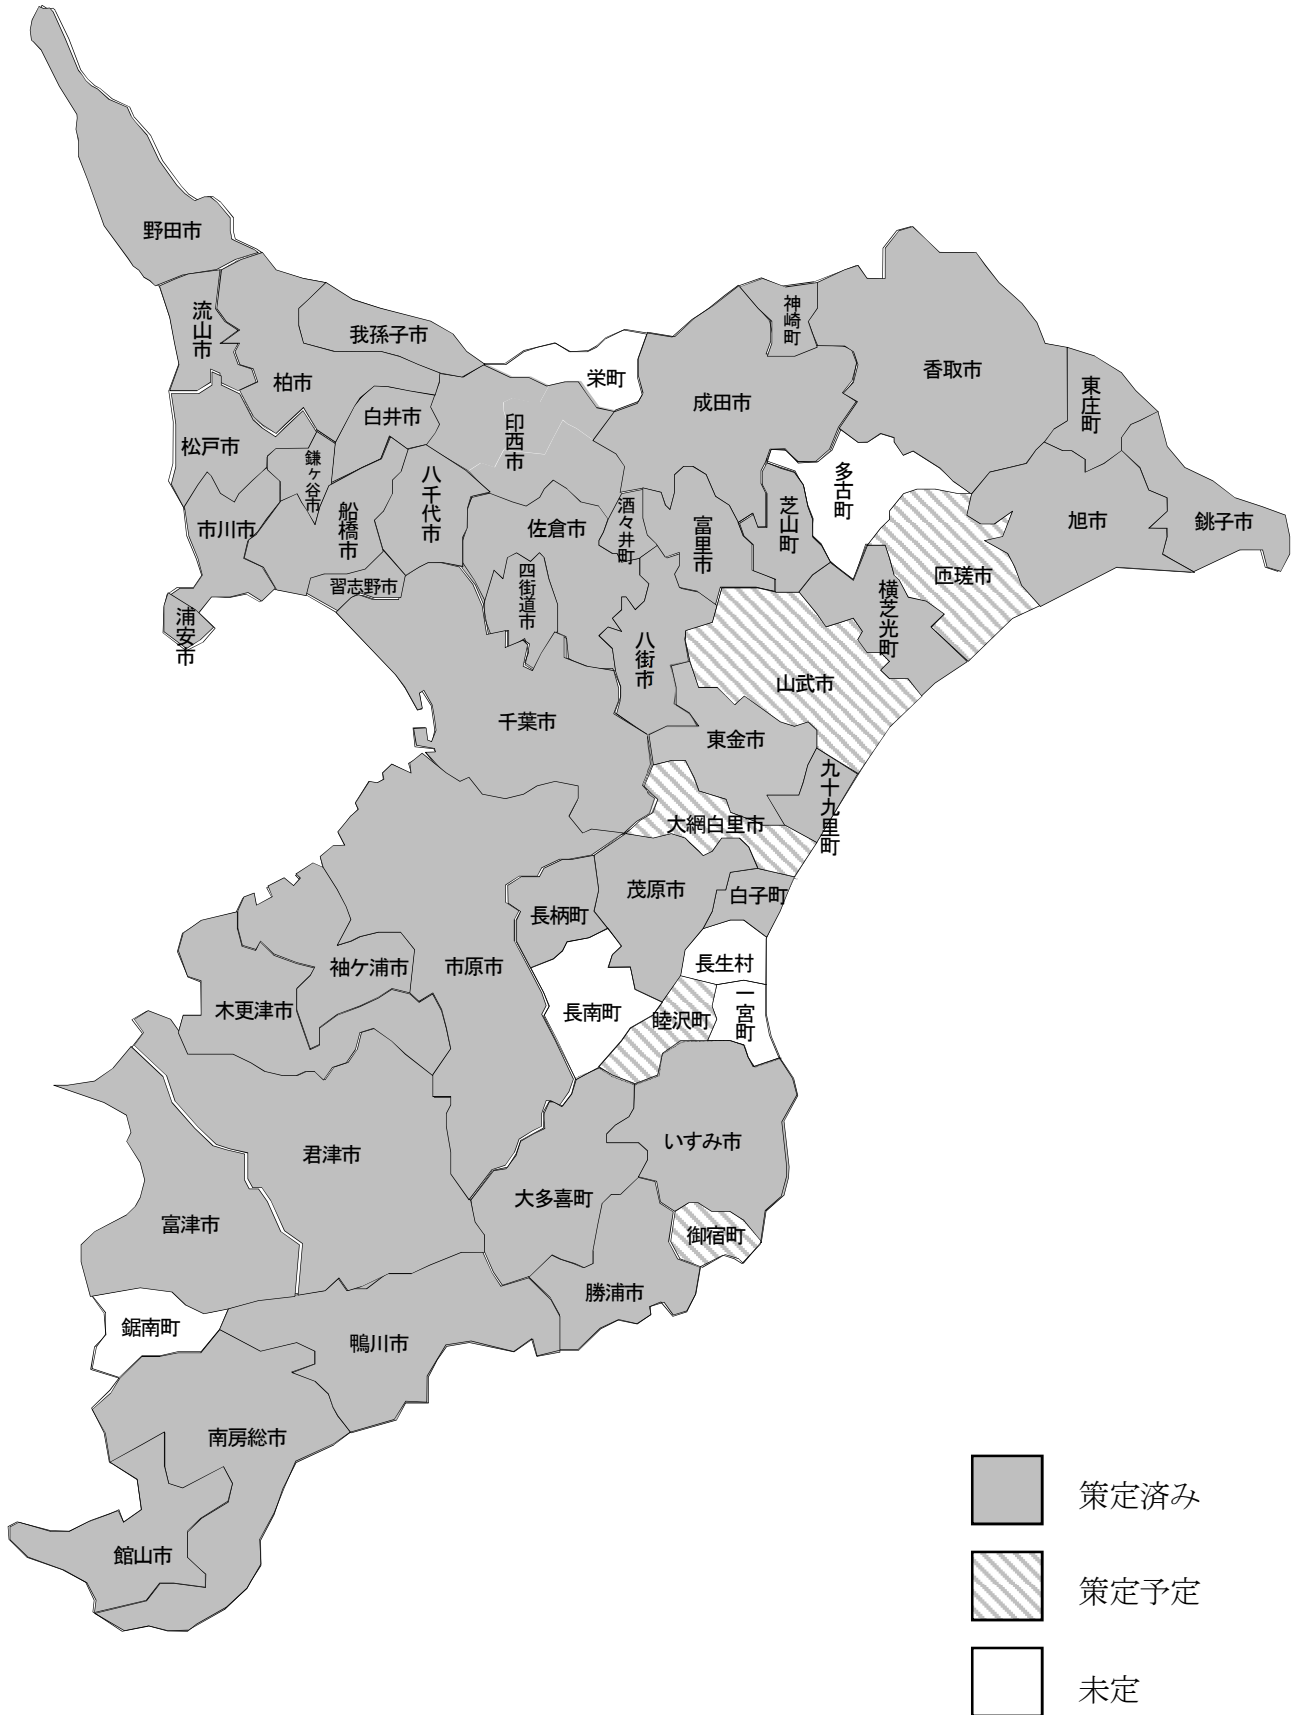 野田市
流山市
我孫子市
柏市
白井市
松戸市
鎌ヶ谷市
市川市
船橋市
八千代市
習志野市
浦安市
栄町
印西市
成田市
神崎町
香取市
東庄町
多古町
芝山町
酒々井町
富里市
佐倉市
四街道市
旭市
銚子市
匝瑳市
横芝光町
八街市
山武市
千葉市
東金市
九十九里町
大網白里市
茂原市
白子町
長柄町
長生村
一宮町
長南町
睦沢町
市原市
袖ケ浦市
木更津市
いすみ市
君津市
大多喜町
富津市
御宿町
勝浦市
鋸南町
鴨川市
南房総市
館山市
策定済み
策定予定
未定